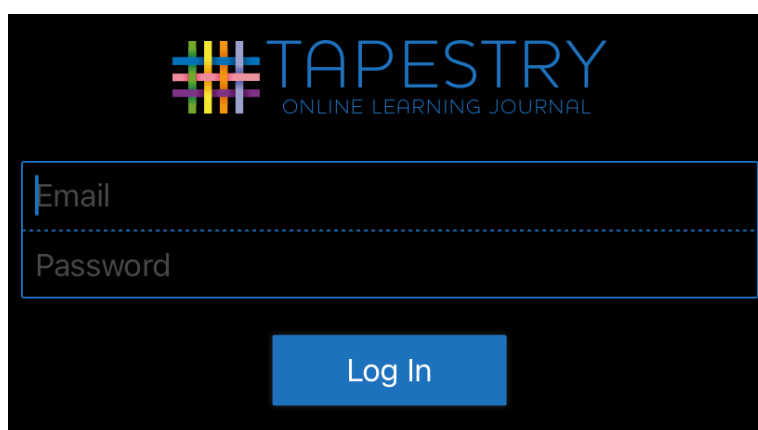 TAPESTRY
ONLINE LEARNING JOURNAL
Email
Password
Log In